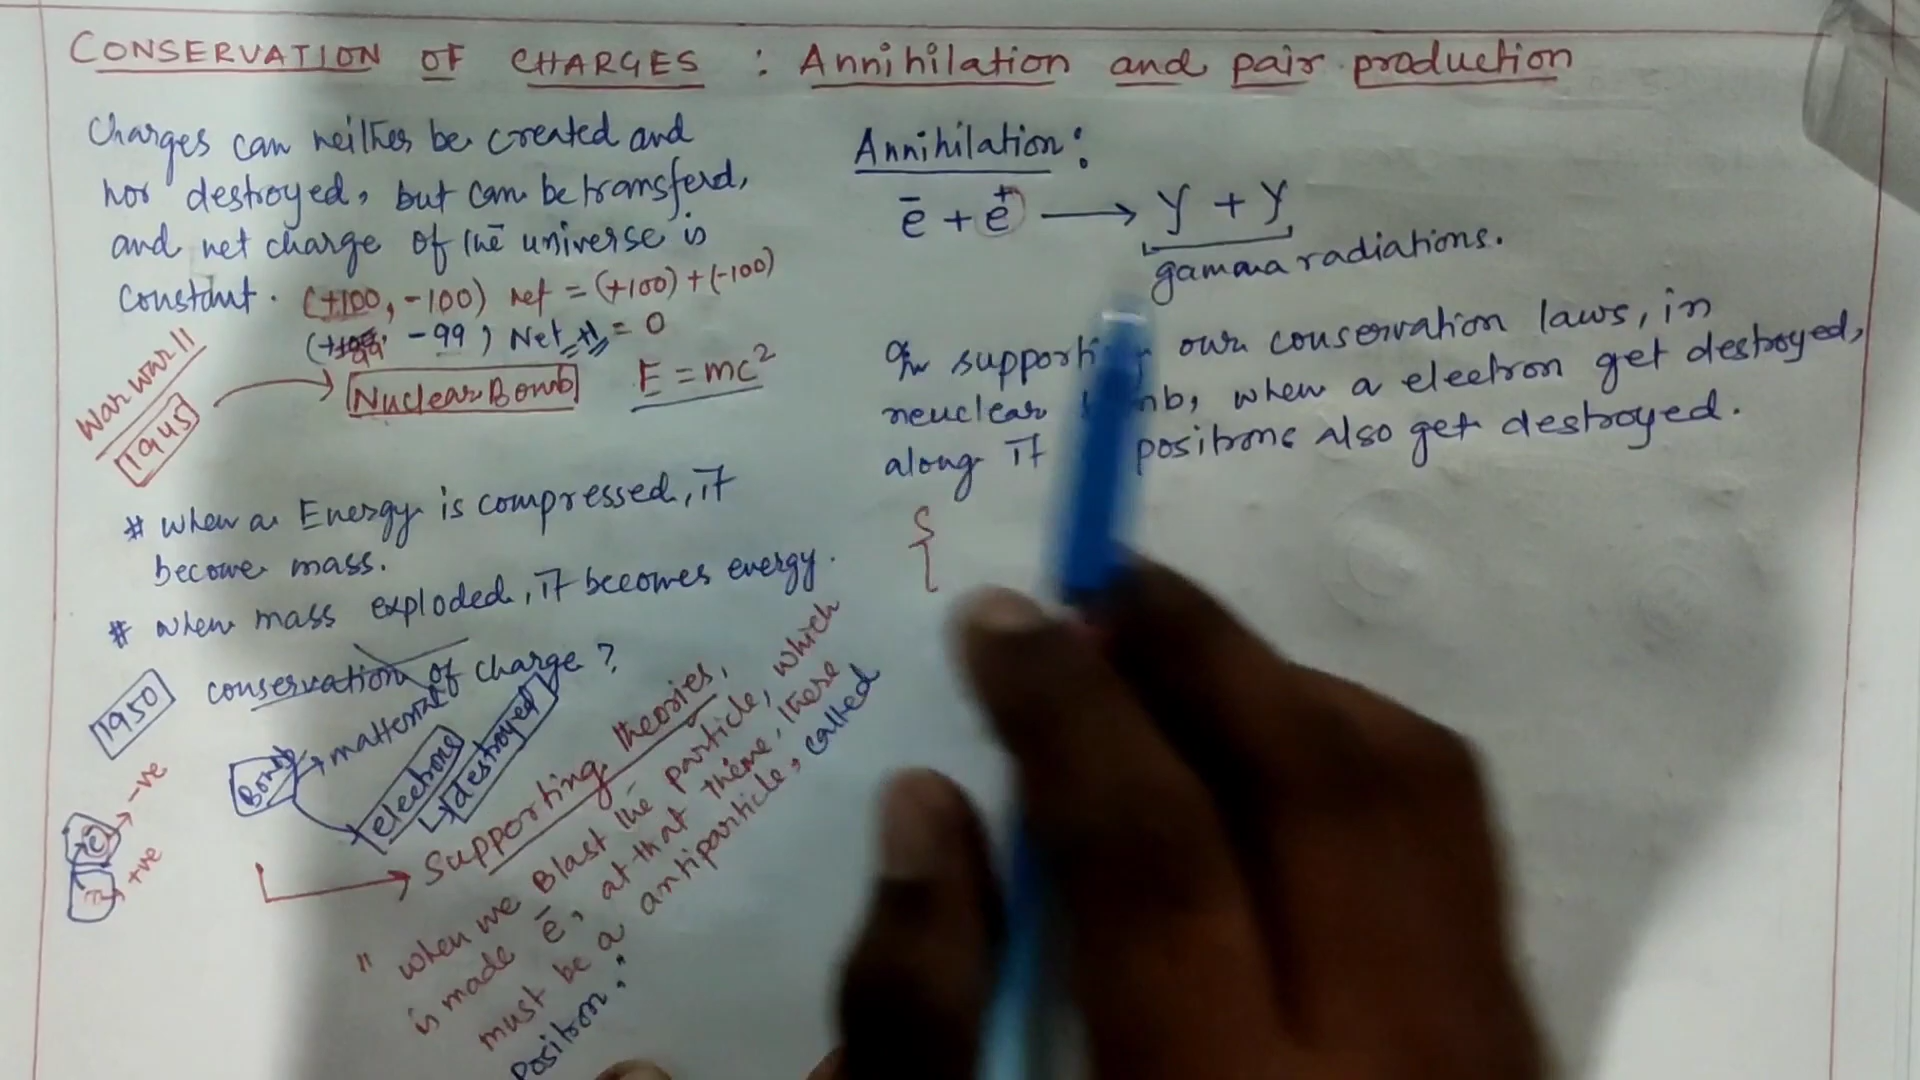 CONSERVATION OF CHARGES : Annihilation and pair production
Charges can neither be created and
nor destroyed, but can be transferd,
and net charge of the universe is
constant. (+100, -100) net = (+100) + (-100)
-99) Net = 0
War war II
1945
Nuclear Bomb
E = mc²
# when a Energy is compressed, it
become mass.
# when mass exploded, it becomes energy.
1950
conservation of charge?
Bomb
material
electrons
destroyed
-ve
e
+ve
Supporting theories,
" when we Blast the particle, which
is made ē, at that theme, there
must be a antiparticle, called
Positron."
Annihilation:
ē + e⁺ → γ + γ
gamma radiations.
our conservation laws, in
neuclear when a electron get destroyed,
along it positrons also get destroyed.